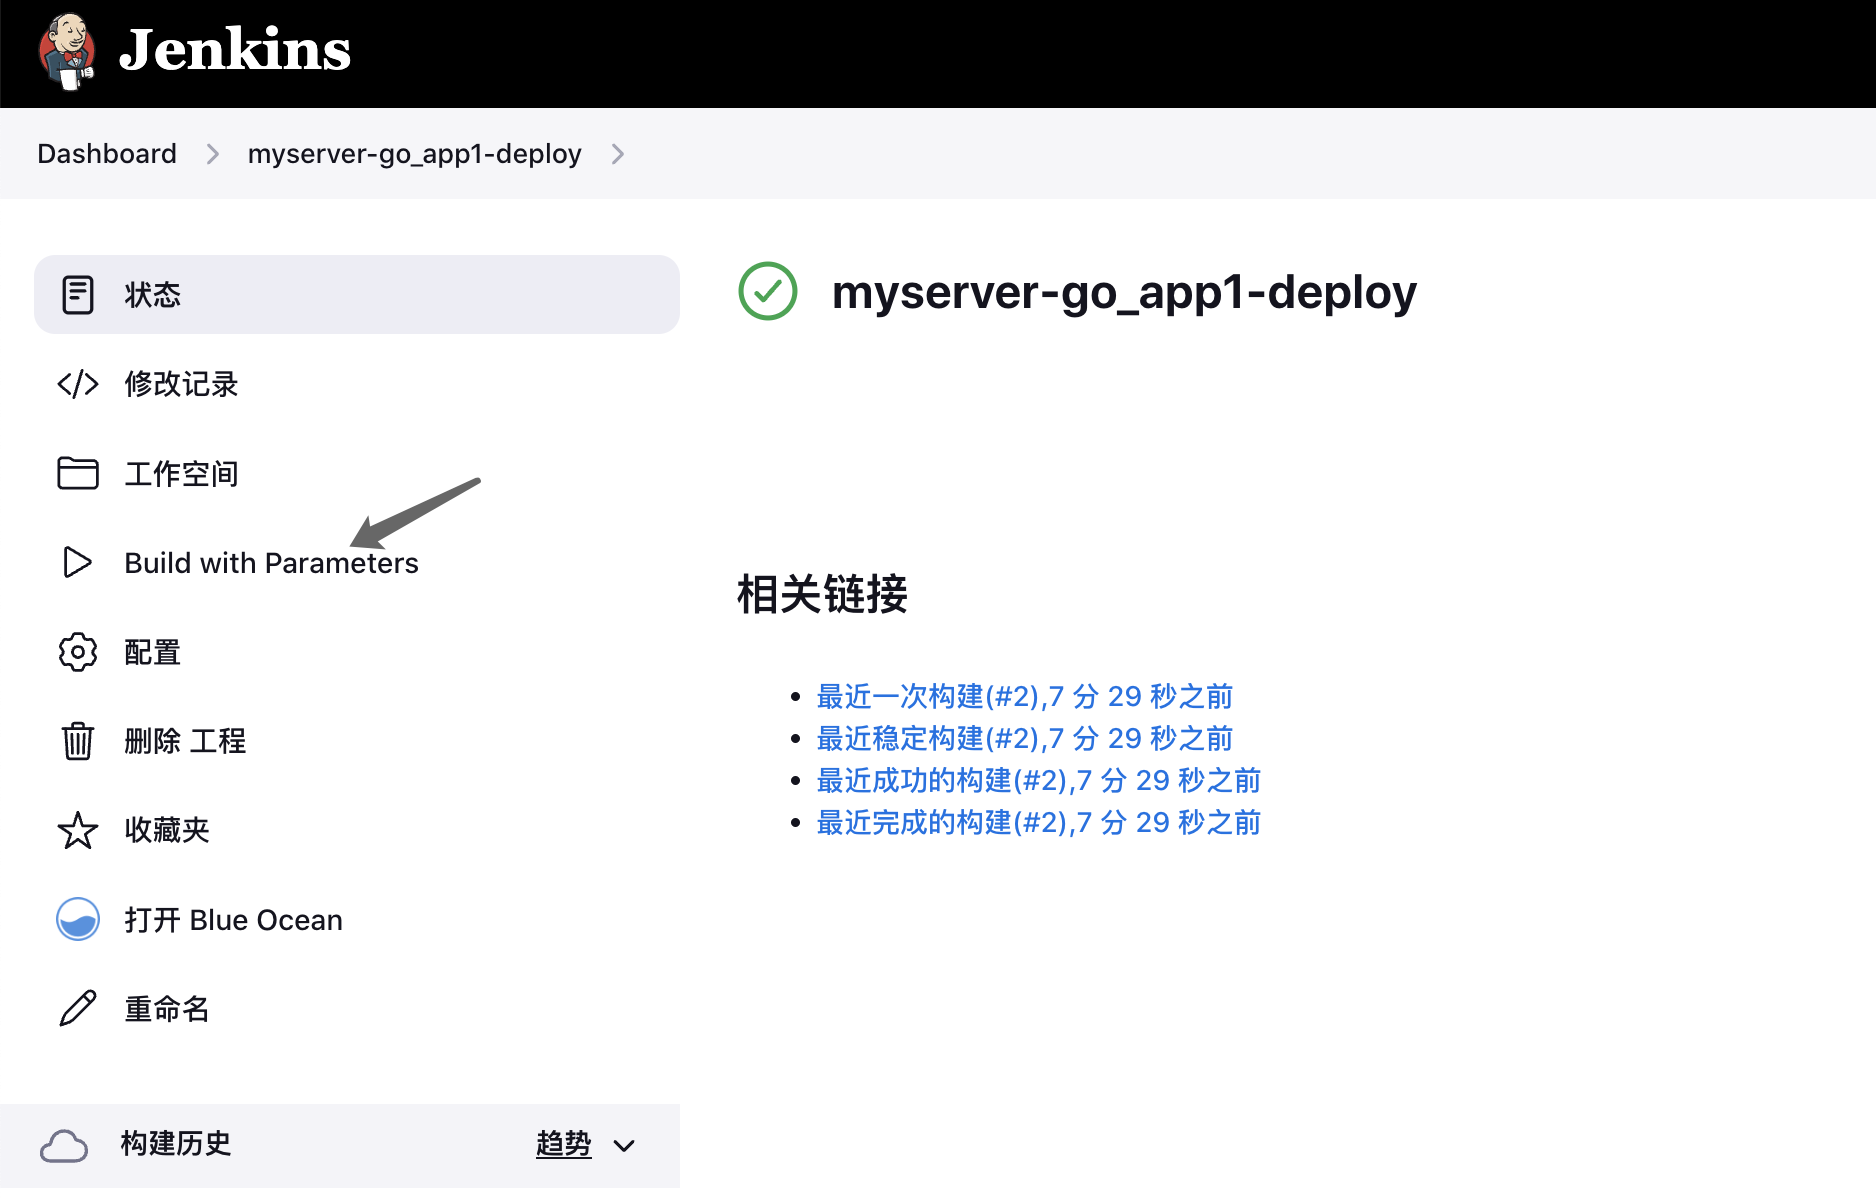 Jenkins
Dashboard
myserver-go_app1-deploy
状态
修改记录
工作空间
Build with Parameters
配置
删除 工程
收藏夹
打开 Blue Ocean
重命名
构建历史
趋势
myserver-go_app1-deploy
相关链接
最近一次构建(#2),7 分 29 秒之前
最近稳定构建(#2),7 分 29 秒之前
最近成功的构建(#2),7 分 29 秒之前
最近完成的构建(#2),7 分 29 秒之前